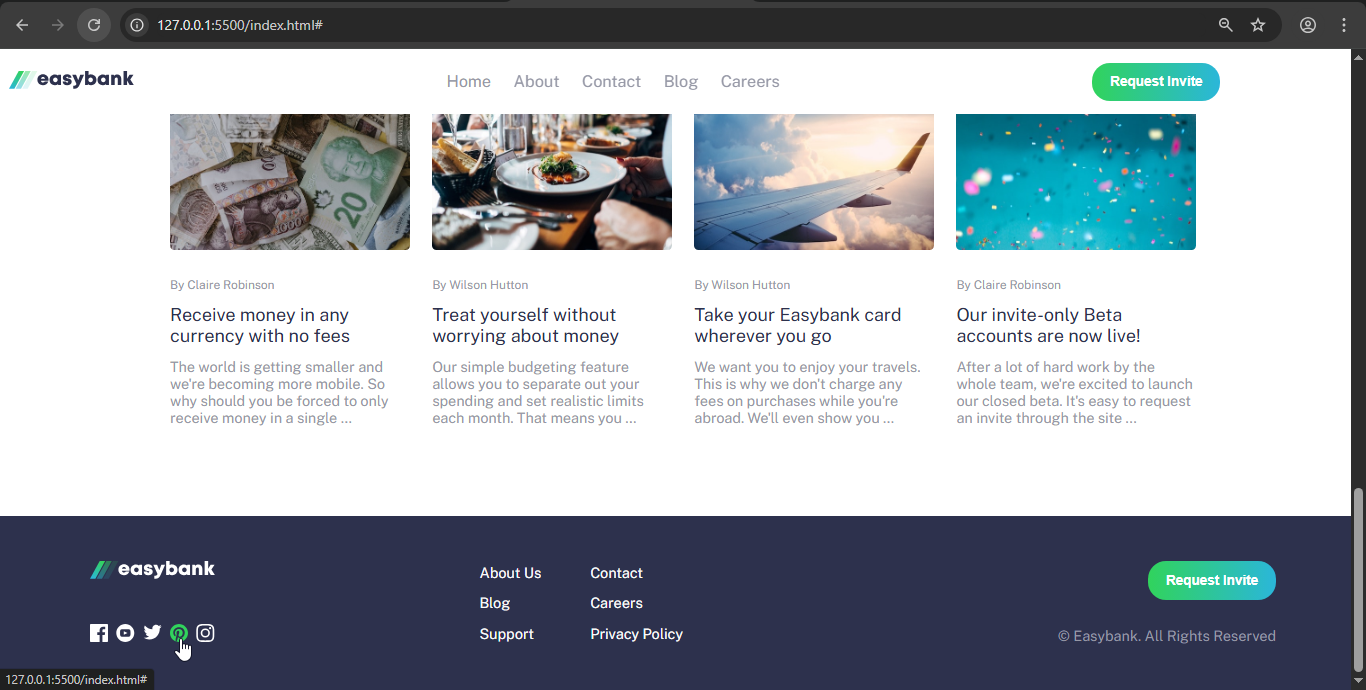 127.0.0.1:5500/index.html#
easybank
Home About Contact Blog Careers
Request Invite
20
By Claire Robinson
Receive money in any
currency with no fees
The world is getting smaller and
we're becoming more mobile. So
why should you be forced to only
receive money in a single ...
By Wilson Hutton
Treat yourself without
worrying about money
Our simple budgeting feature
allows you to separate out your
spending and set realistic limits
each month. That means you ...
By Wilson Hutton
Take your Easybank card
wherever you go
We want you to enjoy your travels.
This is why we don't charge any
fees on purchases while you're
abroad. We'll even show you ...
By Claire Robinson
Our invite-only Beta
accounts are now live!
After a lot of hard work by the
whole team, we're excited to launch
our closed beta. It's easy to request
an invite through the site ...
easybank
About Us
Blog
Support
Contact
Careers
Privacy Policy
Request Invite
© Easybank. All Rights Reserved
127.0.0.1:5500/index.html#